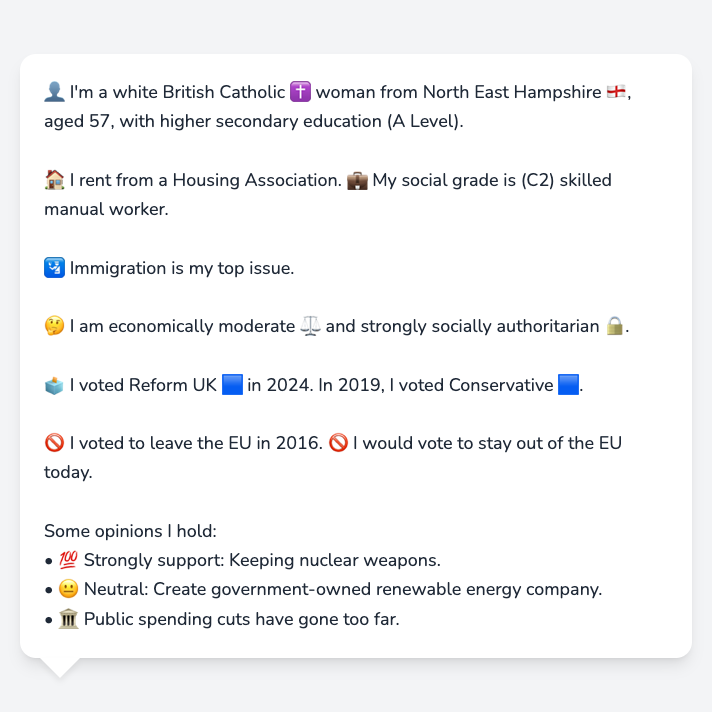 👤 I'm a white British Catholic ✝️ woman from North East Hampshire 🏴󠁧󠁢󠁥󠁮󠁧󠁿,
aged 57, with higher secondary education (A Level).
🏠 I rent from a Housing Association. 💼 My social grade is (C2) skilled
manual worker.
🛂 Immigration is my top issue.
🤔 I am economically moderate ⚖️ and strongly socially authoritarian 🔒.
🗳️ I voted Reform UK 🟦 in 2024. In 2019, I voted Conservative 🟦.
🚫 I voted to leave the EU in 2016. 🚫 I would vote to stay out of the EU
today.
Some opinions I hold:
• 💯 Strongly support: Keeping nuclear weapons.
• 😐 Neutral: Create government-owned renewable energy company.
• 🏛️ Public spending cuts have gone too far.